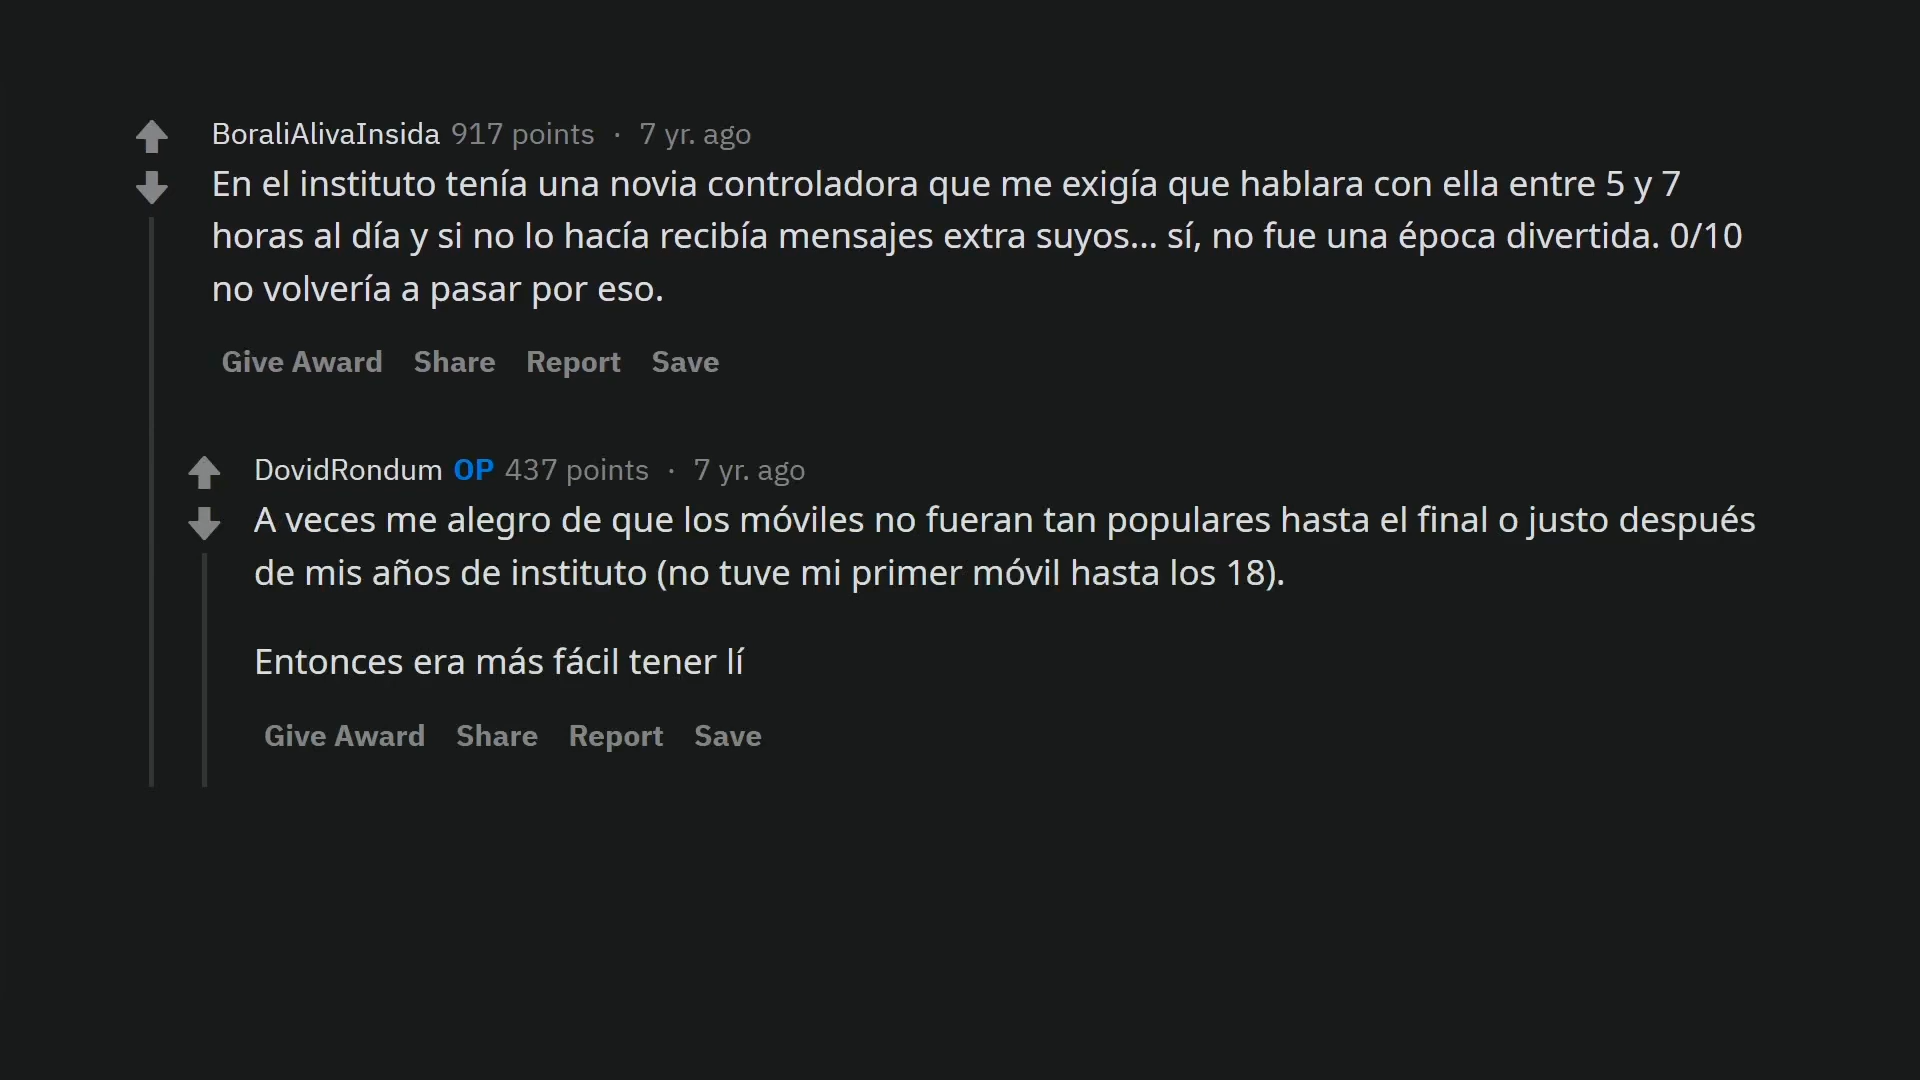 BoraliAlivaInsida 917 points · 7 yr. ago
En el instituto tenía una novia controladora que me exigía que hablara con ella entre 5 y 7
horas al día y si no lo hacía recibía mensajes extra suyos... sí, no fue una época divertida. 0/10
no volvería a pasar por eso.
Give Award Share Report Save
DovidRondum OP 437 points · 7 yr. ago
A veces me alegro de que los móviles no fueran tan populares hasta el final o justo después
de mis años de instituto (no tuve mi primer móvil hasta los 18).
Entonces era más fácil tener lí
Give Award Share Report Save